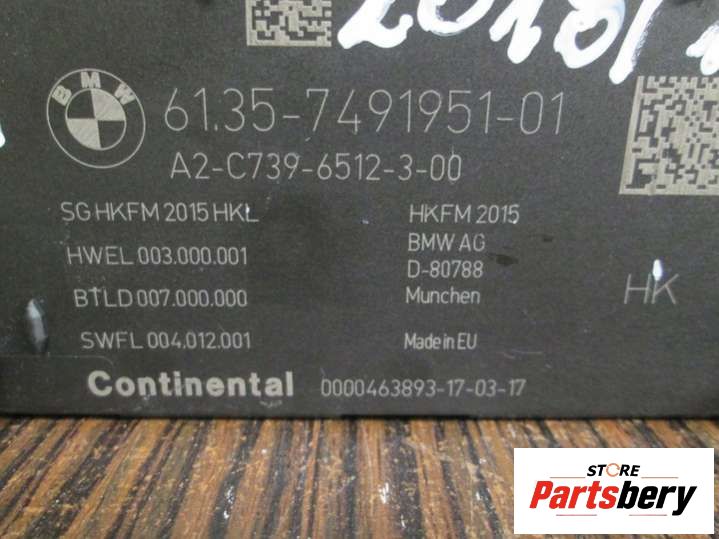 BMW
61.35-7491951-01
A2-C739-6512-3-00
SG HKFM 2015 HKL
HWEL 003.000.001
BTLD 007.000.000
SWFL 004.012.001
HKFM 2015
BMW AG
D-80788
Munchen
Made in EU
HK
Continental 0000463893-17-03-17
STORE
Partsbery